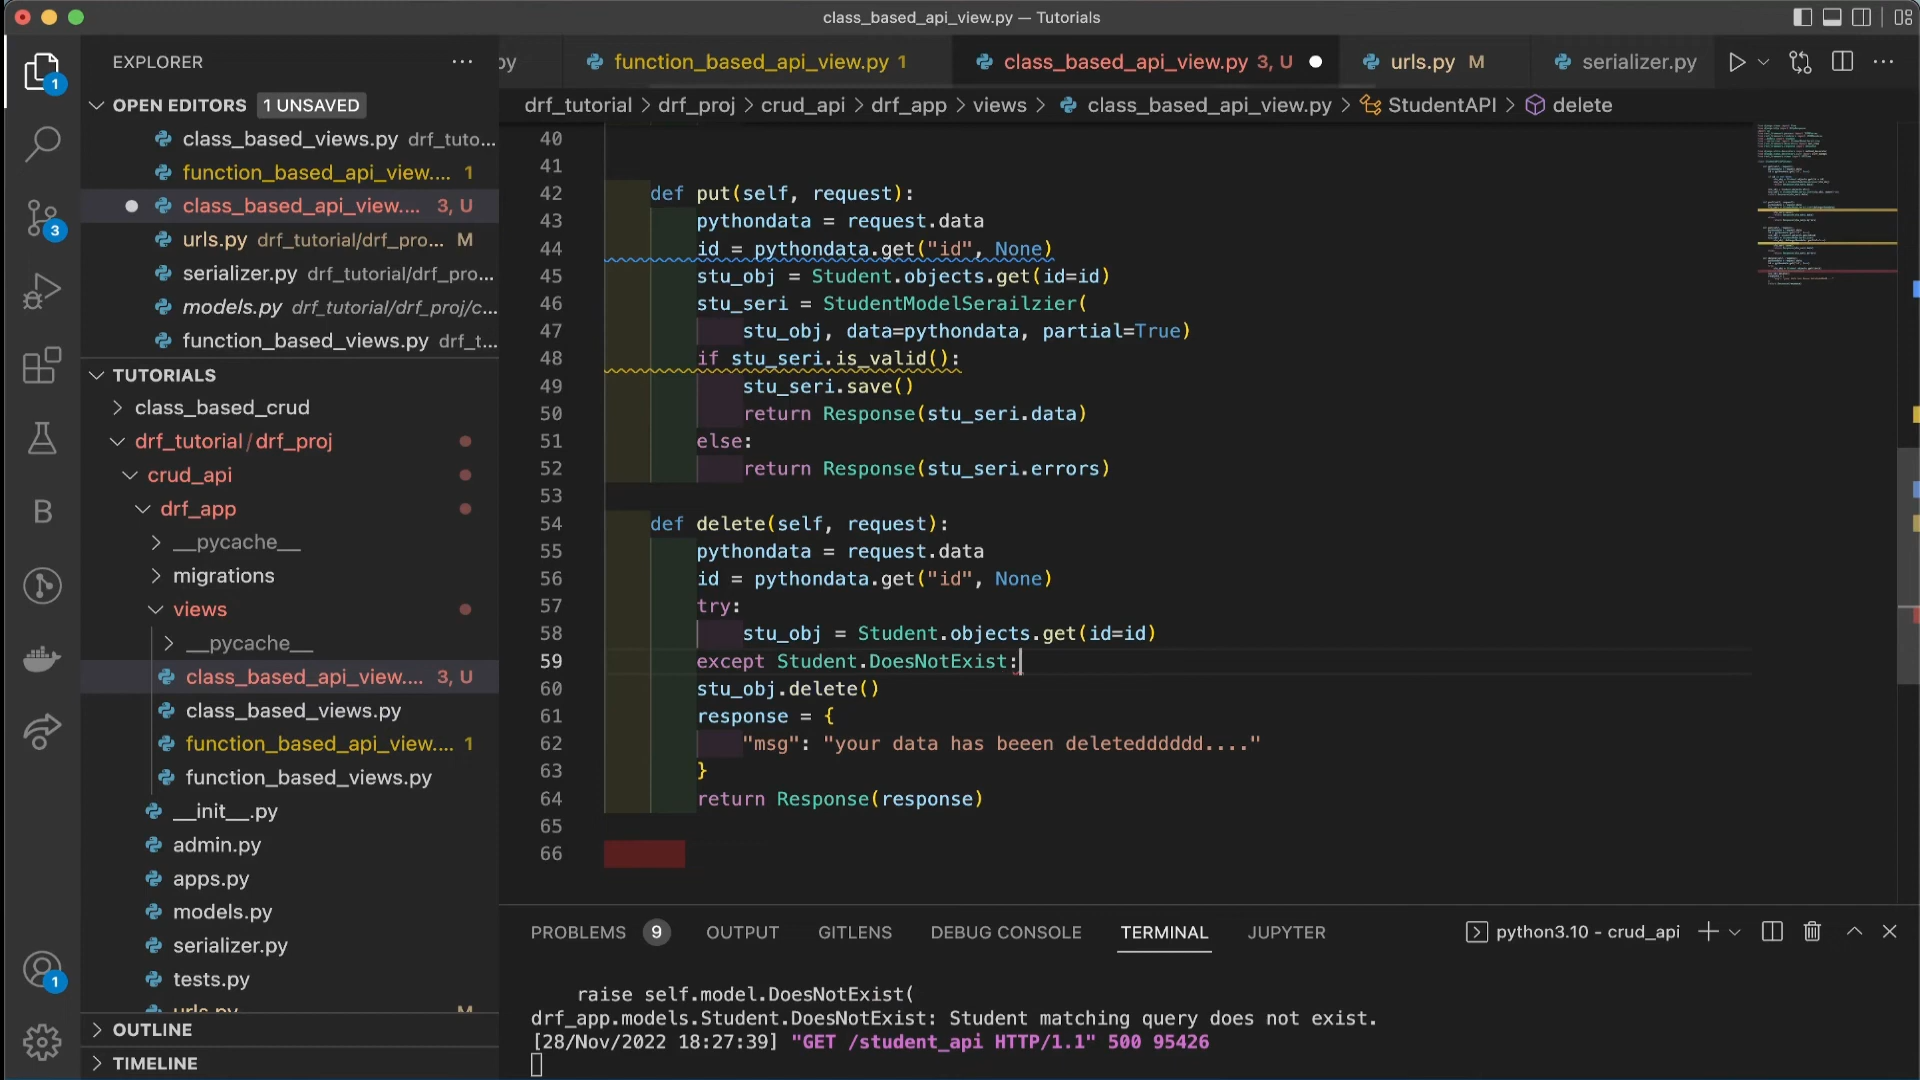 class_based_api_view.py — Tutorials
EXPLORER
py
function_based_api_view.py 1
class_based_api_view.py 3, U
urls.py M
serializer.py
OPEN EDITORS 1 UNSAVED
drf_tutorial > drf_proj > crud_api > drf_app > views > class_based_api_view.py > StudentAPI > delete
class_based_views.py drf_tuto...
function_based_api_view.... 1
class_based_api_view.... 3, U
urls.py drf_tutorial/drf_pro... M
serializer.py drf_tutorial/drf_pro...
models.py drf_tutorial/drf_proj/c...
function_based_views.py drf_t...
TUTORIALS
class_based_crud
drf_tutorial/drf_proj
crud_api
drf_app
__pycache__
migrations
views
__pycache__
class_based_api_view.... 3, U
class_based_views.py
function_based_api_view.... 1
function_based_views.py
__init__.py
admin.py
apps.py
models.py
serializer.py
tests.py
urls.py M
OUTLINE
TIMELINE
1
3
B
1
40
41
42 def put(self, request):
43 pythondata = request.data
44 id = pythondata.get("id", None)
45 stu_obj = Student.objects.get(id=id)
46 stu_seri = StudentModelSerailzier(
47 stu_obj, data=pythondata, partial=True)
48 if stu_seri.is_valid():
49 stu_seri.save()
50 return Response(stu_seri.data)
51 else:
52 return Response(stu_seri.errors)
53
54 def delete(self, request):
55 pythondata = request.data
56 id = pythondata.get("id", None)
57 try:
58 stu_obj = Student.objects.get(id=id)
59 except Student.DoesNotExist:
60 stu_obj.delete()
61 response = {
62 "msg": "your data has beeen deletedddddd...."
63 }
64 return Response(response)
65
66
PROBLEMS 9 OUTPUT GITLENS DEBUG CONSOLE TERMINAL JUPYTER
python3.10 - crud_api
raise self.model.DoesNotExist(
drf_app.models.Student.DoesNotExist: Student matching query does not exist.
[28/Nov/2022 18:27:39] "GET /student_api HTTP/1.1" 500 95426